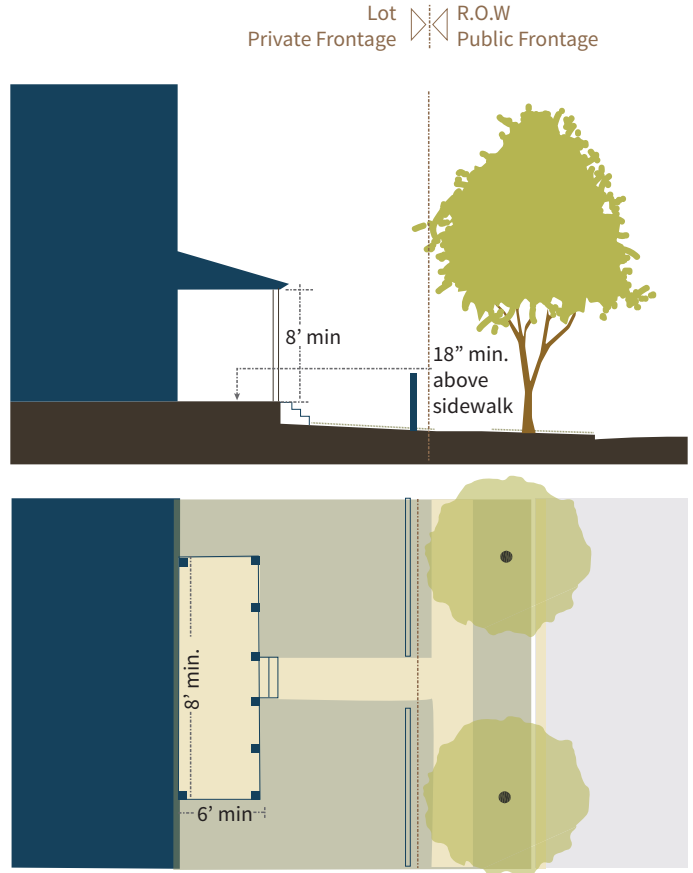 Lot
Private Frontage
R.O.W
Public Frontage
8’ min
18” min.
above
sidewalk
8’ min.
6’ min